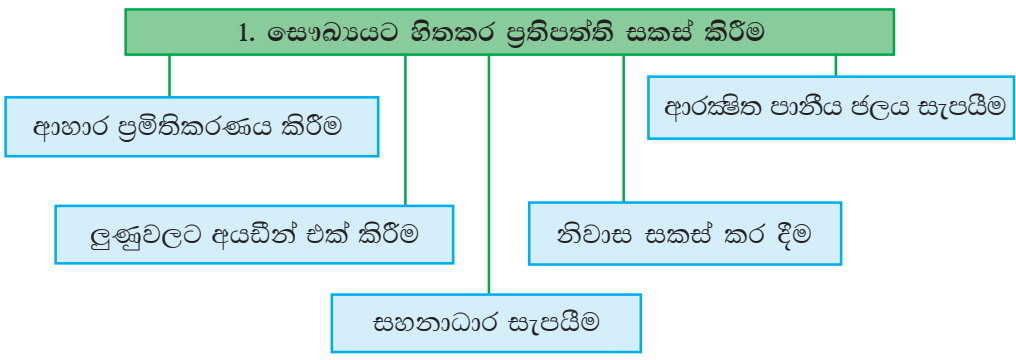 1. සෞඛ්‍යයට හිතකර ප්‍රතිපත්ති සකස් කිරීම
ආරක්‍ෂිත පානීය ජලය සැපයීම
ආහාර ප්‍රමිතිකරණය කිරීම
ලුණුවලට අයඩීන් එක් කිරීම
නිවාස සකස් කර දීම
සහනාධාර සැපයීම